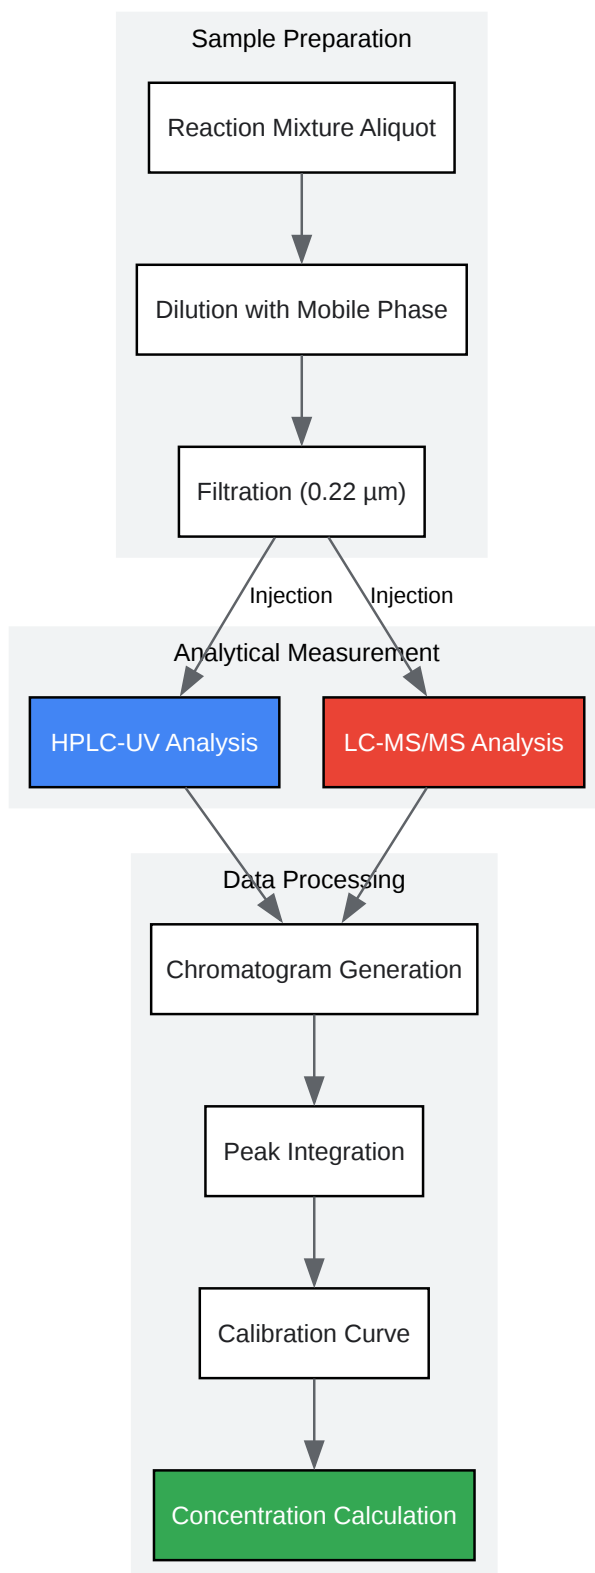 Sample Preparation
Reaction Mixture Aliquot
Dilution with Mobile Phase
Filtration (0.22 µm)
Injection
Injection
Analytical Measurement
HPLC-UV Analysis
LC-MS/MS Analysis
Data Processing
Chromatogram Generation
Peak Integration
Calibration Curve
Concentration Calculation